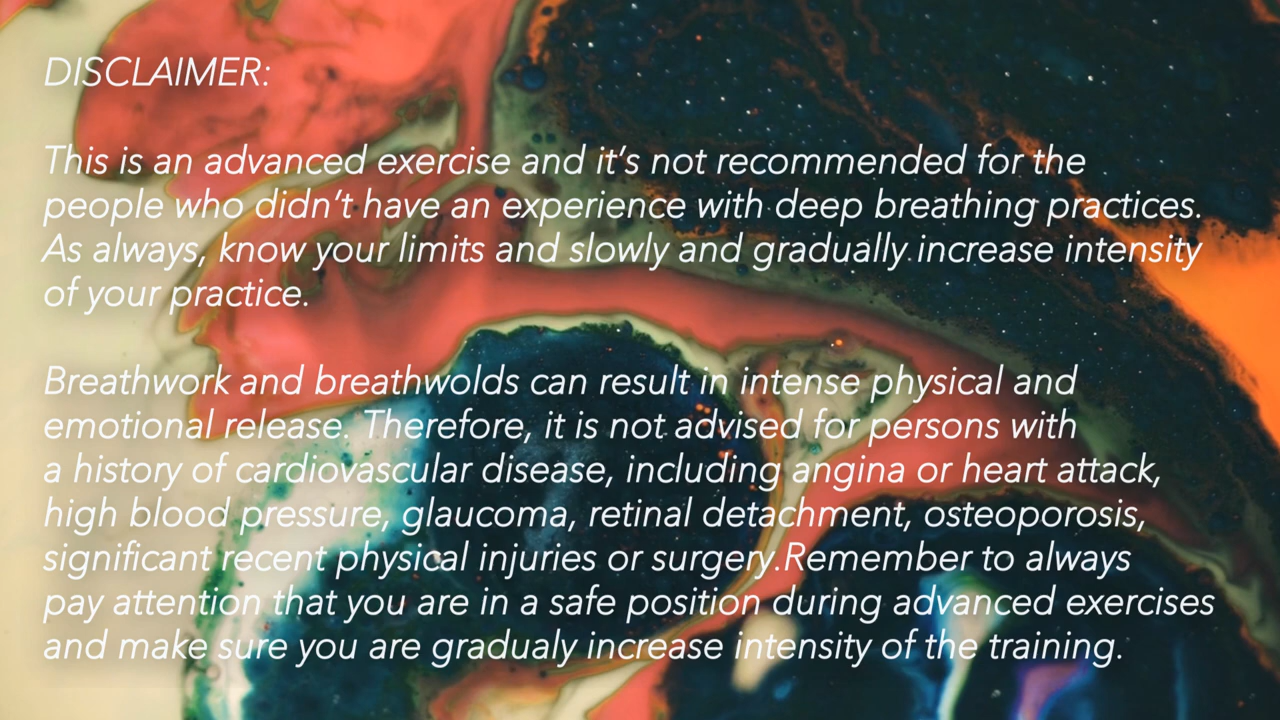 DISCLAIMER:
This is an advanced exercise and it’s not recommended for the
people who didn’t have an experience with deep breathing practices.
As always, know your limits and slowly and gradually increase intensity
of your practice.
Breathwork and breathwolds can result in intense physical and
emotional release. Therefore, it is not advised for persons with
a history of cardiovascular disease, including angina or heart attack,
high blood pressure, glaucoma, retinal detachment, osteoporosis,
significant recent physical injuries or surgery.Remember to always
pay attention that you are in a safe position during advanced exercises
and make sure you are gradualy increase intensity of the training.